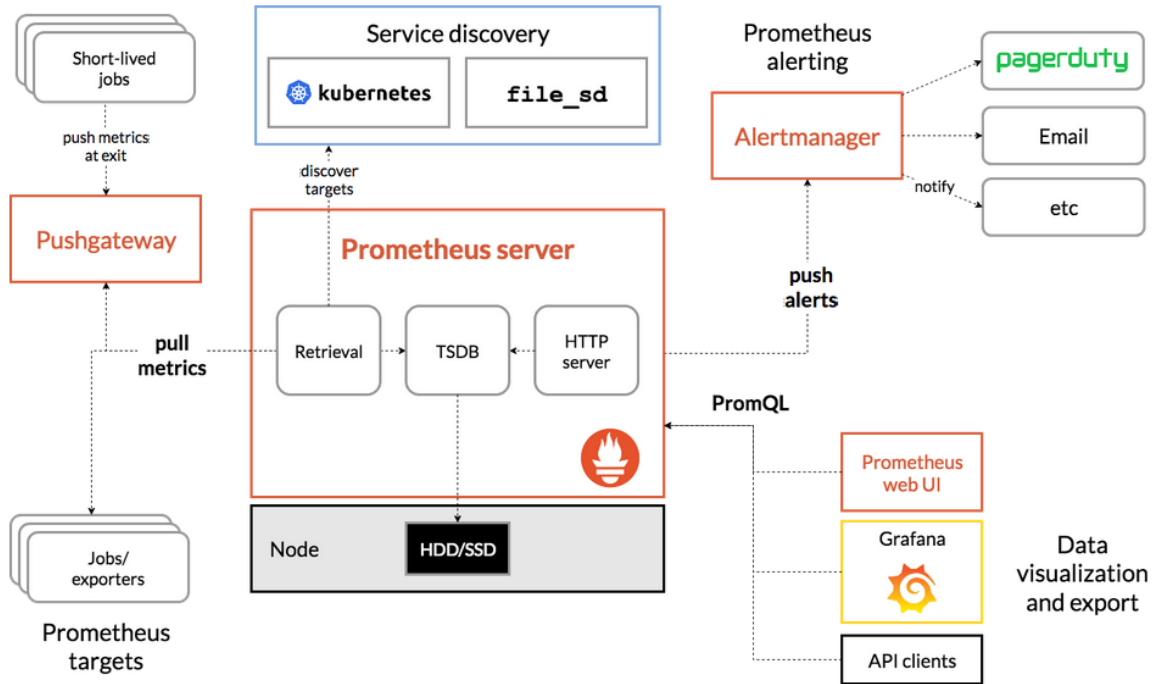 Short-lived
jobs
push metrics
at exit
Pushgateway
pull
metrics
Jobs/
exporters
Prometheus
targets
Service discovery
kubernetes
file_sd
discover
targets
Prometheus server
Retrieval
TSDB
HTTP
server
Node
HDD/SSD
Prometheus
alerting
Alertmanager
pagerduty
Email
notify
etc
push
alerts
PromQL
Prometheus
web UI
Grafana
API clients
Data
visualization
and export